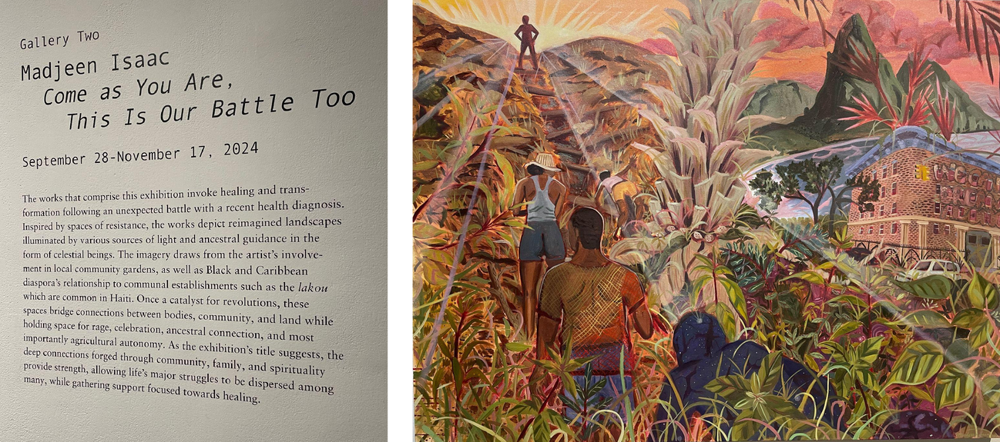 Gallery Two
Madjeen Isaac
Come as You Are,
This Is Our Battle Too
September 28-November 17, 2024
The works that comprise this exhibition invoke healing and trans-
formation following an unexpected battle with a recent health diagnosis.
Inspired by spaces of resistance, the works depict reimagined landscapes
illuminated by various sources of light and ancestral guidance in the
form of celestial beings. The imagery draws from the artist's involve-
ment in local community gardens, as well as Black and Caribbean
diaspora's relationship to communal establishments such as the lakou
which are common in Haiti. Once a catalyst for revolutions, these
spaces bridge connections between bodies, community, and land while
holding space for rage, celebration, ancestral connection, and most
importantly agricultural autonomy. As the exhibition's title suggests, the
deep connections forged through community, family, and spirituality
provide strength, allowing life's major struggles to be dispersed among
many, while gathering support focused towards healing.